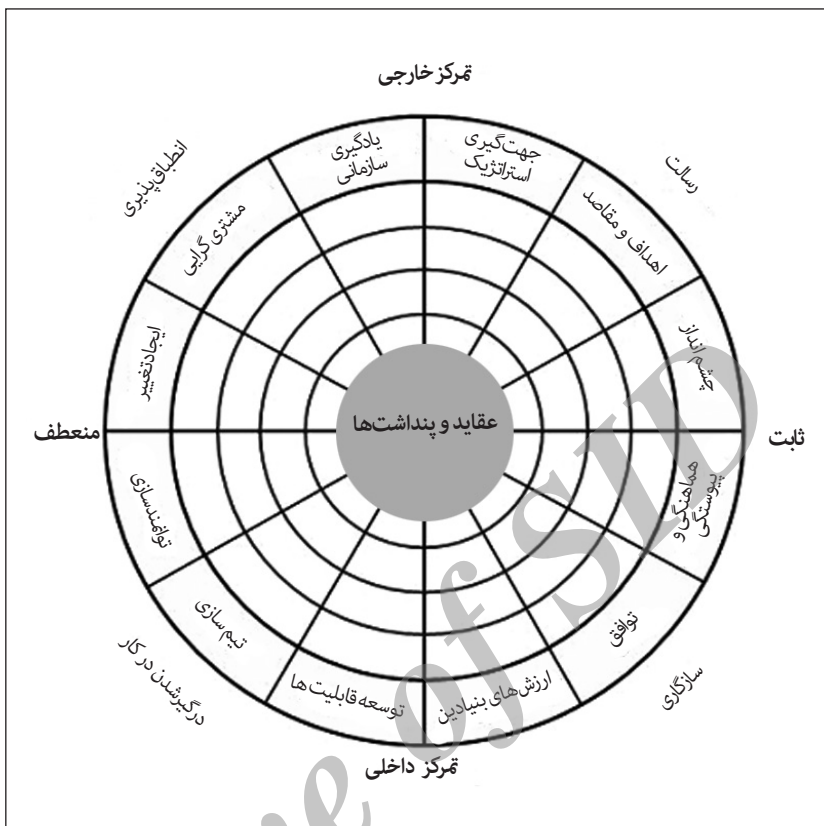 تمرکز خارجی
انطباق‌پذیری
رسالت
یادگیری
سازمانی
جهت‌گیری
استراتژیک
مشتری گرایی
اهداف و مقاصد
ایجاد تغییر
چشم انداز
منعطف
عقاید و پنداشت‌ها
ثابت
توانمندسازی
هماهنگی و
پیوستگی
تیم سازی
توافق
توسعه قابلیت ها
ارزش‌های بنیادین
درگیرشدن در کار
سازگاری
تمرکز داخلی
of SID